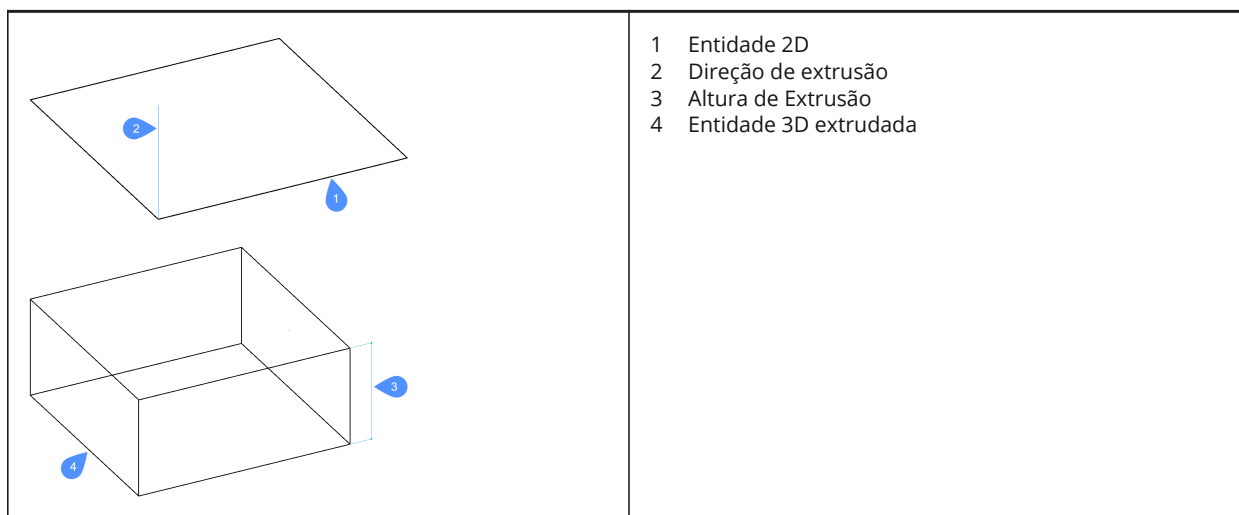 2
1
3
4
1 Entidade 2D
2 Direção de extrusão
3 Altura de Extrusão
4 Entidade 3D extrudada